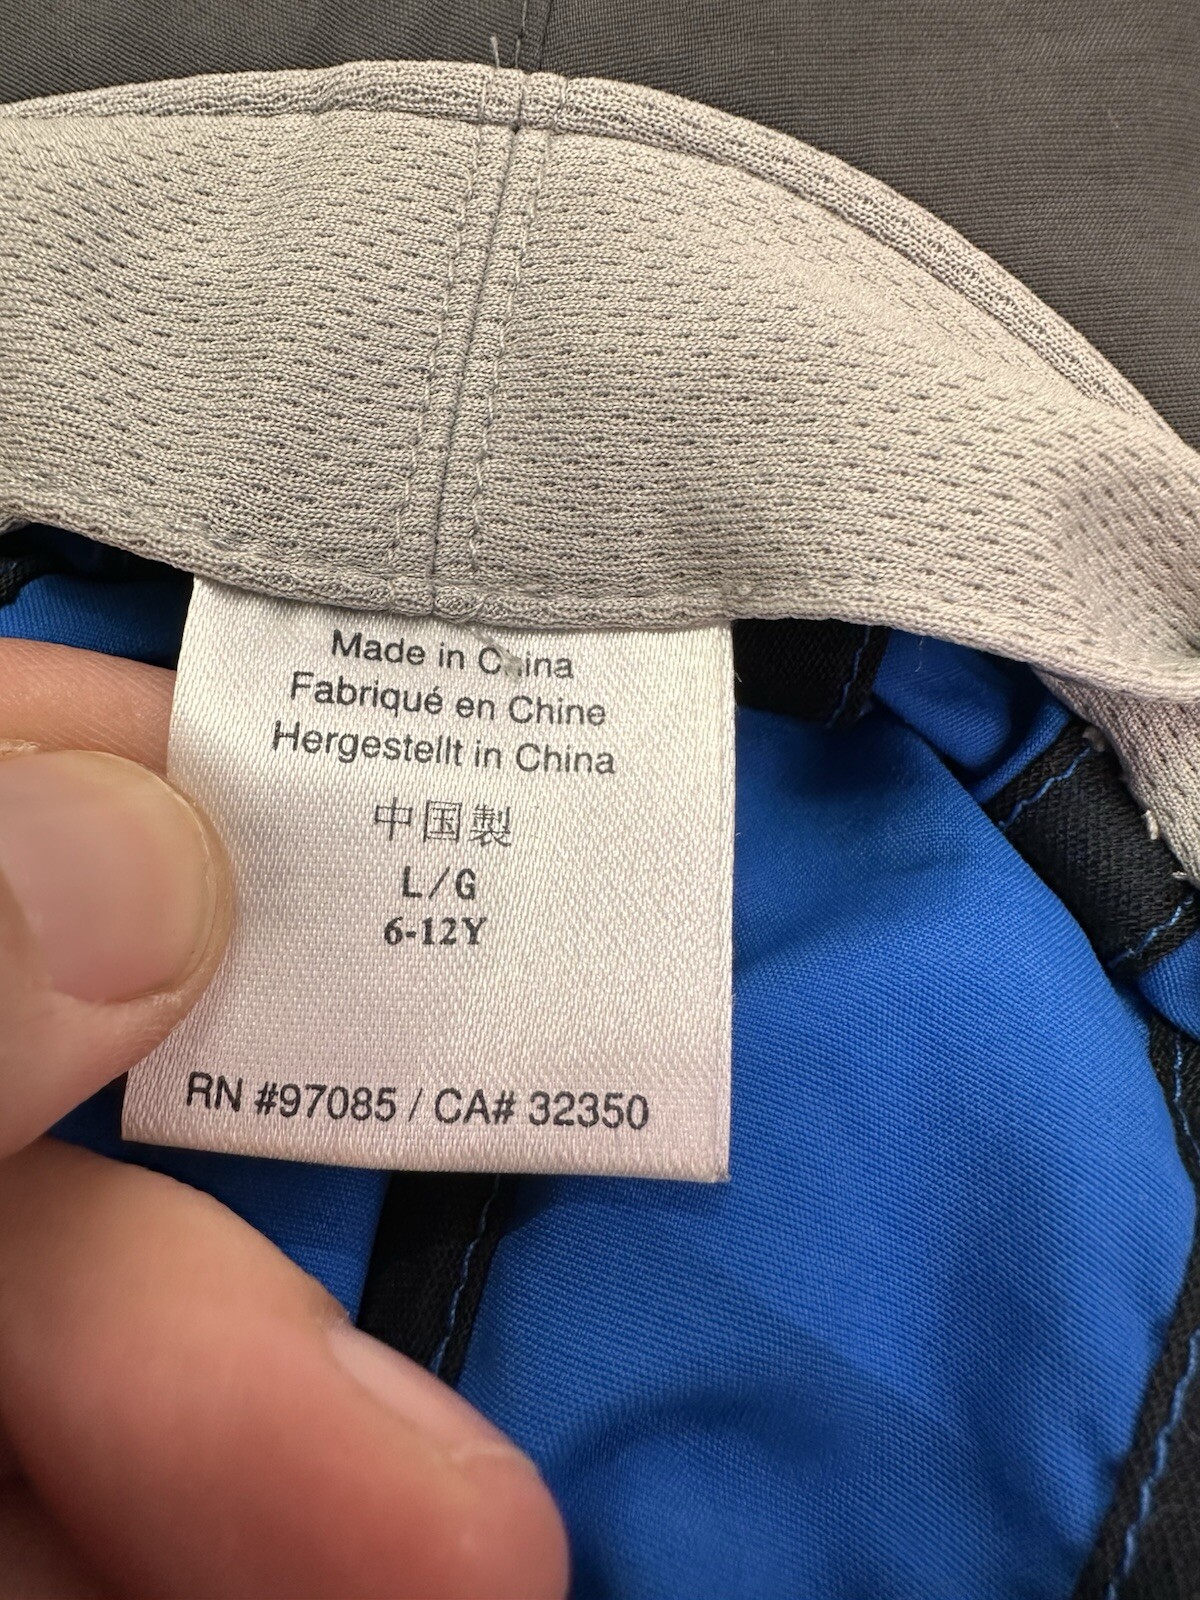 Made in China
Fabriqué en Chine
Hergestellt in China
中国製
L/G
6-12Y
RN #97085 / CA# 32350